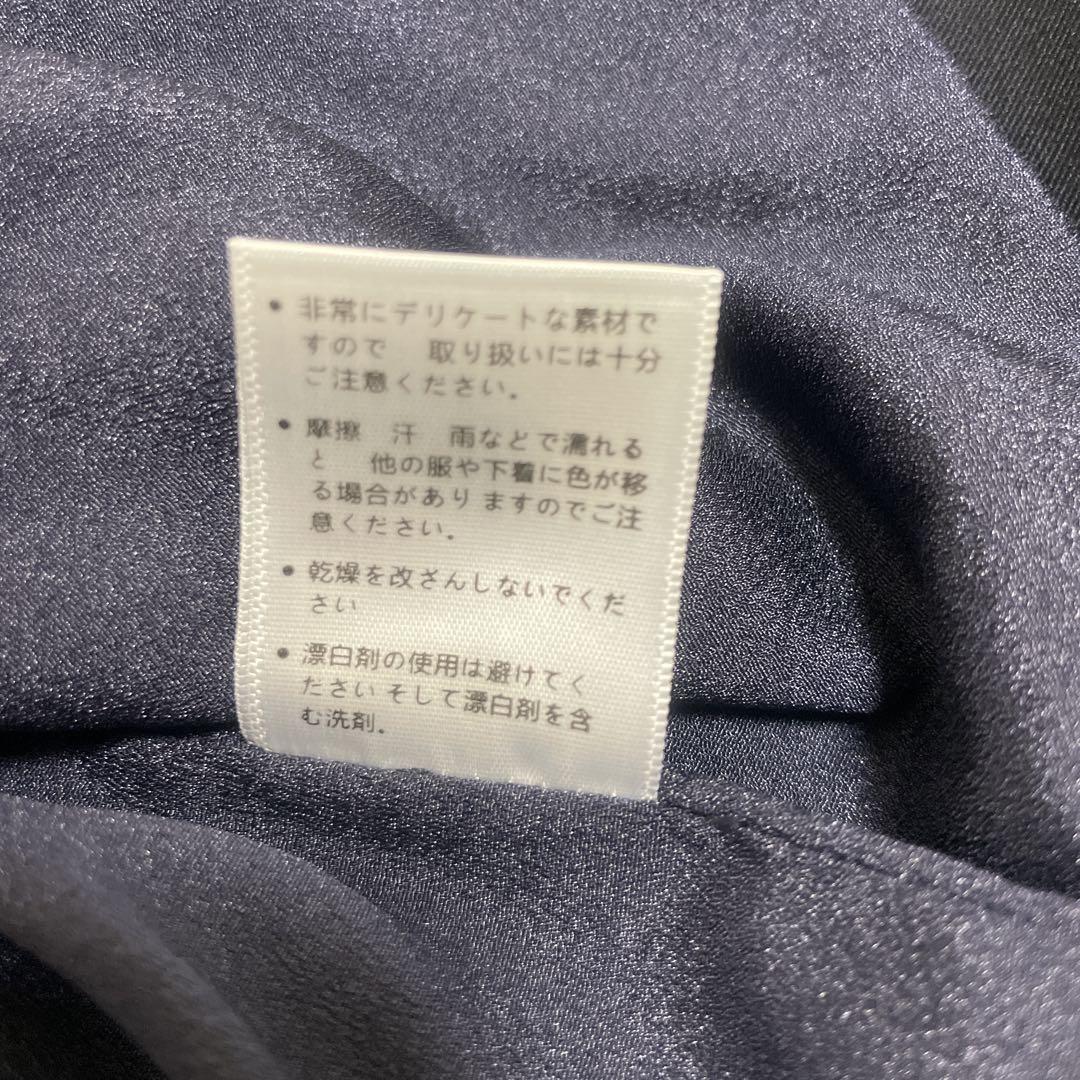 • 非常にデリケートな素材で
すので　取り扱いには十分
ご注意ください。
• 摩擦　汗　雨などで濡れる
と　他の服や下着に色が移
る場合があり ますのでご注
意ください。
• 乾燥を改ざんしないでくだ
さい
• 漂白剤の使用は避けてく
ださい そして漂白剤を含
む洗剤。